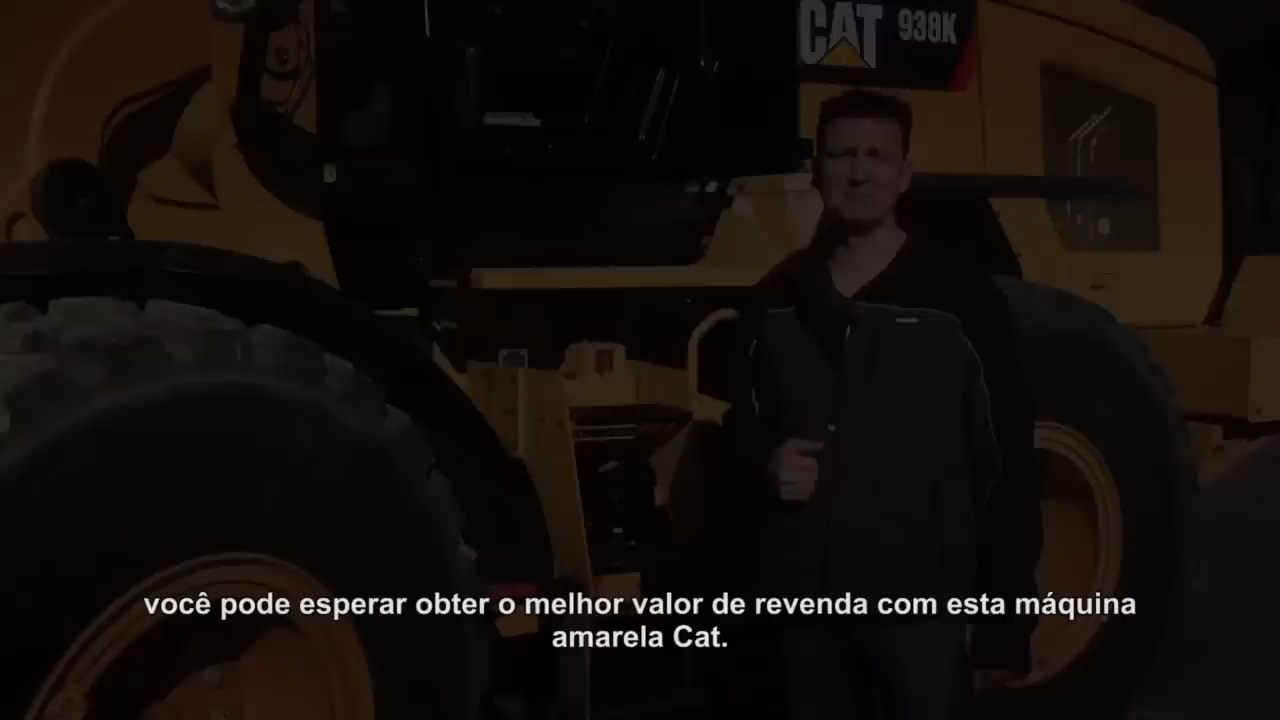 CAT 938K
você pode esperar obter o melhor valor de revenda com esta máquina
amarela Cat.